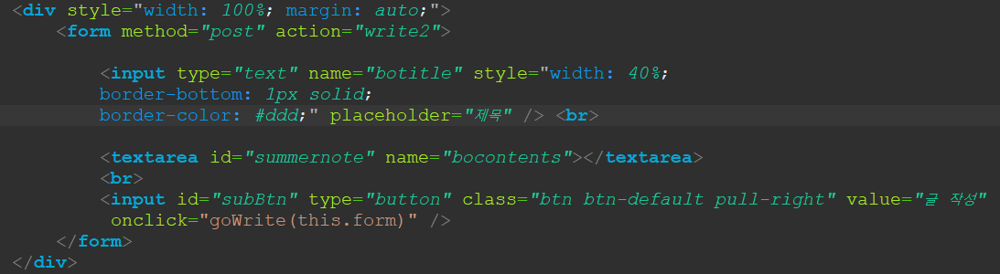 <div style="width: 100%; margin: auto;">
<form method="post" action="write2">
<input type="text" name="botitle" style="width: 40%;
border-bottom: 1px solid;
border-color: #ddd;" placeholder="제목" /> <br>
<textarea id="summernote" name="bocontents"></textarea>
<br>
<input id="subBtn" type="button" class="btn btn-default pull-right" value="글 작성"
onclick="goWrite(this.form)" />
</form>
</div>